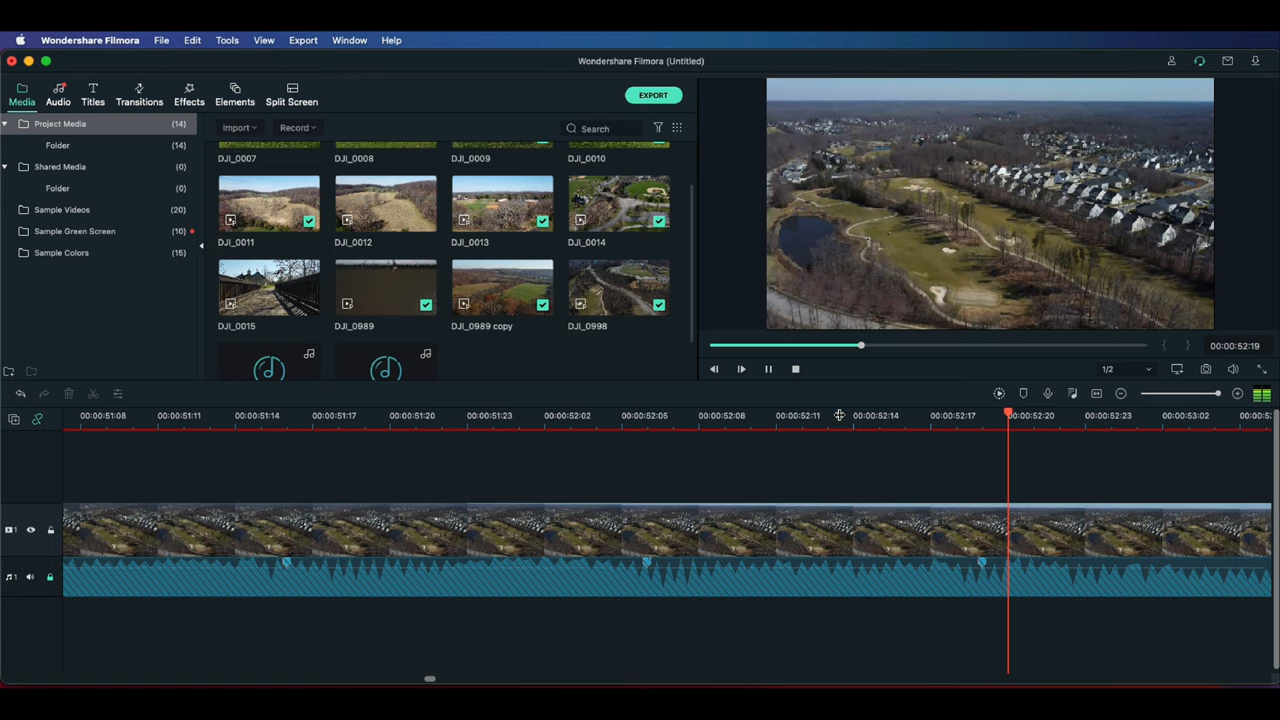 Wondershare Filmora File Edit Tools View Export Window Help
Wondershare Filmora (Untitled)
Media Audio Titles Transitions Effects Elements Split Screen
EXPORT
Project Media (14)
Folder (14)
Shared Media (0)
Folder (0)
Sample Videos (20)
Sample Green Screen (10)
Sample Colors (15)
Import Record Search
DJI_0007 DJI_0008 DJI_0009 DJI_0010
DJI_0011 DJI_0012 DJI_0013 DJI_0014
DJI_0015 DJI_0989 DJI_0989 copy DJI_0998
00:00:52:19
1/2
00:00:51:08 00:00:51:11 00:00:51:14 00:00:51:17 00:00:51:20 00:00:51:23 00:00:52:02 00:00:52:05 00:00:52:08 00:00:52:11 00:00:52:14 00:00:52:17 00:00:52:20 00:00:52:23 00:00:53:02
1
1